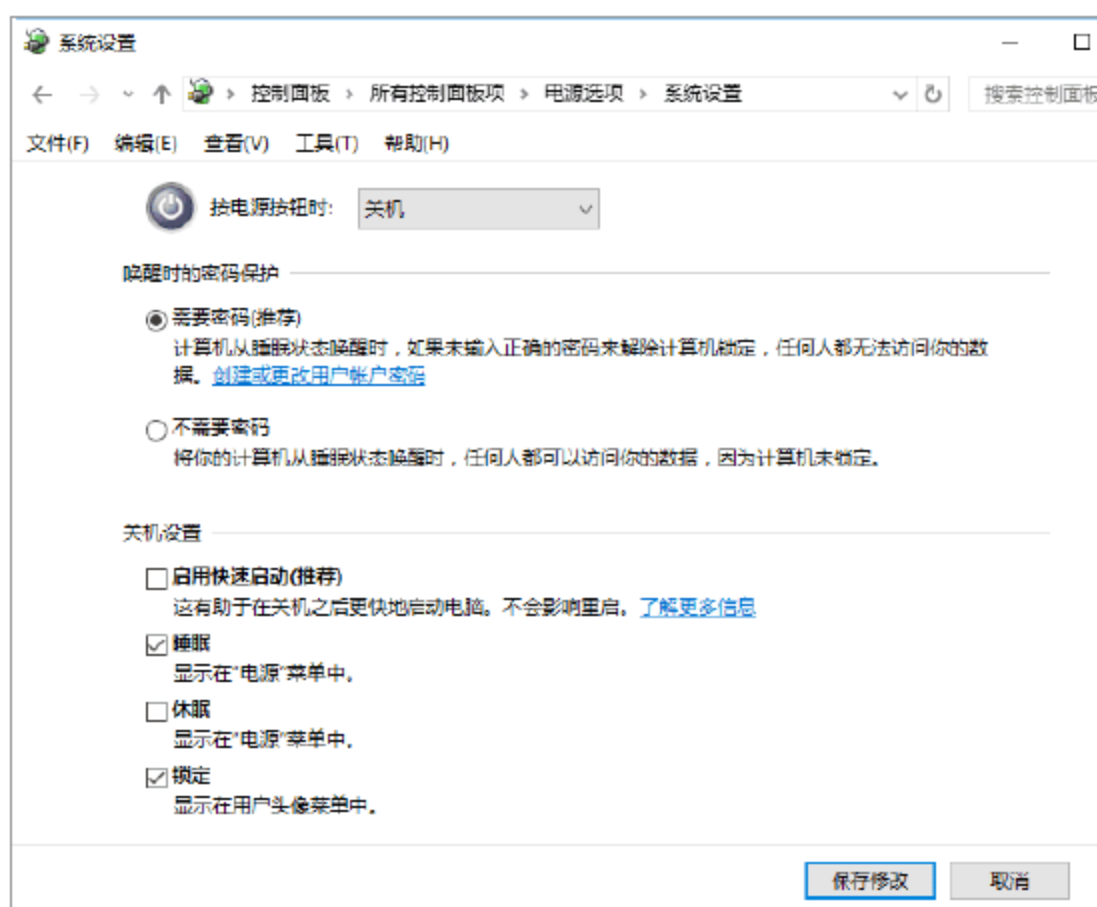 系统设置
控制面板 › 所有控制面板项 › 电源选项 › 系统设置
搜索控制面板
文件(F) 编辑(E) 查看(V) 工具(T) 帮助(H)
按电源按钮时: 关机
唤醒时的密码保护
需要密码(推荐)
计算机从睡眠状态唤醒时，如果未输入正确的密码来解除计算机锁定，任何人都无法访问你的数
据。创建或更改用户帐户密码
不需要密码
将你的计算机从睡眠状态唤醒时，任何人都可以访问你的数据，因为计算机未锁定。
关机设置
启用快速启动(推荐)
这有助于在关机之后更快地启动电脑。不会影响重启。了解更多信息
睡眠
显示在"电源"菜单中。
休眠
显示在"电源"菜单中。
锁定
显示在用户头像菜单中。
保存修改 取消